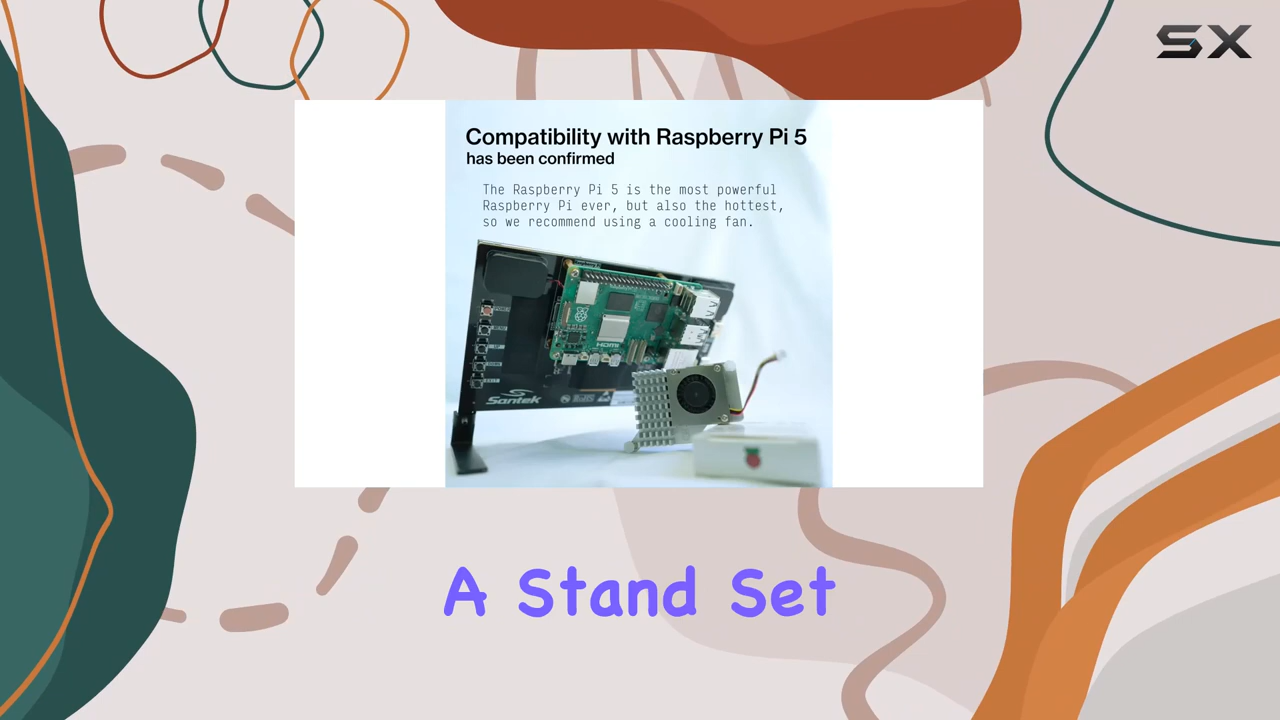 SX
Compatibility with Raspberry Pi 5
has been confirmed
The Raspberry Pi 5 is the most powerful
Raspberry Pi ever, but also the hottest,
so we recommend using a cooling fan.
HDMI
Santek
A Stand Set